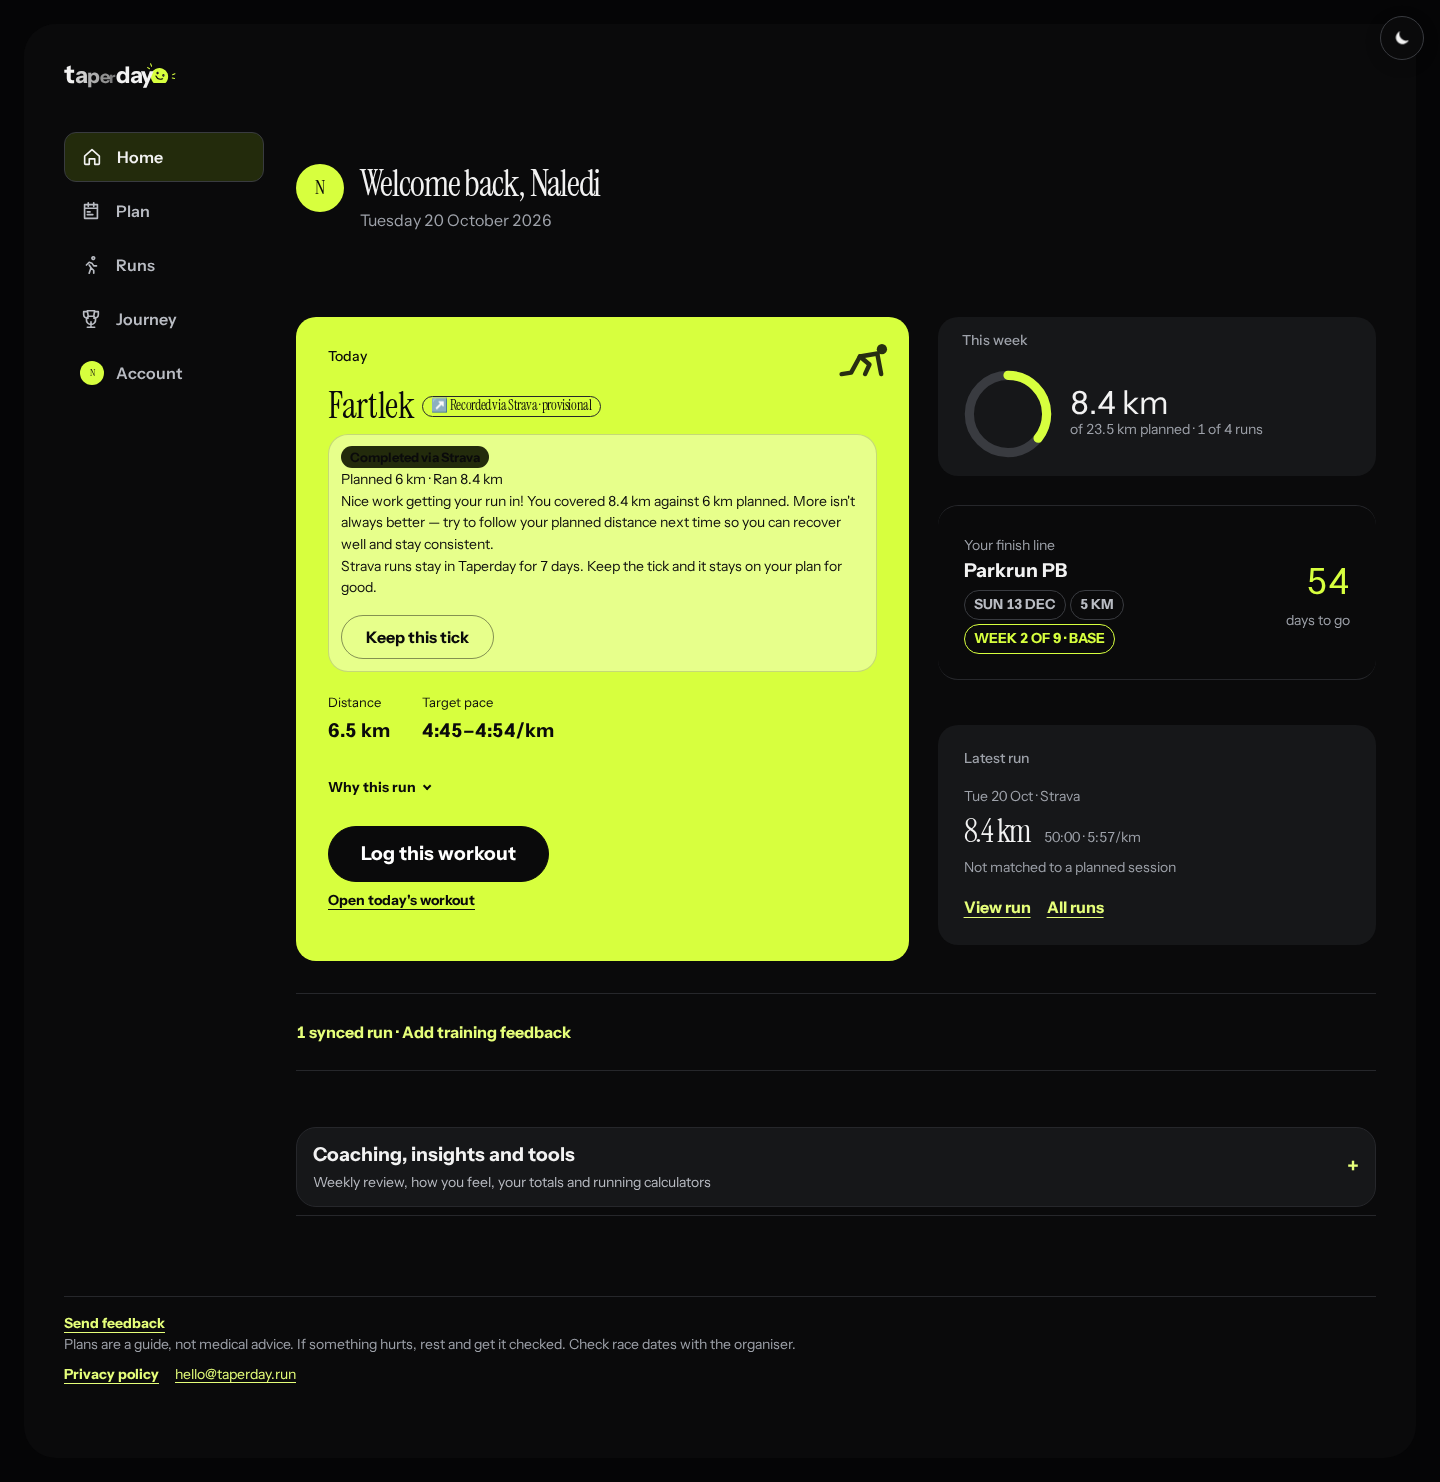 taperday
Home
Plan
Runs
Journey
N Account
N
Welcome back, Naledi
Tuesday 20 October 2026
Today
Fartlek
Recorded via Strava · provisional
Completed via Strava
Planned 6 km · Ran 8.4 km
Nice work getting your run in! You covered 8.4 km against 6 km planned. More isn't
always better — try to follow your planned distance next time so you can recover
well and stay consistent.
Strava runs stay in Taperday for 7 days. Keep the tick and it stays on your plan for
good.
Keep this tick
Distance
Target pace
6.5 km
4:45–4:54/km
Why this run
Log this workout
Open today's workout
This week
8.4 km
of 23.5 km planned · 1 of 4 runs
Your finish line
Parkrun PB
SUN 13 DEC
5 KM
WEEK 2 OF 9 · BASE
54
days to go
Latest run
Tue 20 Oct · Strava
8.4 km
50:00 · 5:57/km
Not matched to a planned session
View run
All runs
1 synced run · Add training feedback
Coaching, insights and tools
Weekly review, how you feel, your totals and running calculators
+
Send feedback
Plans are a guide, not medical advice. If something hurts, rest and get it checked. Check race dates with the organiser.
Privacy policy
hello@taperday.run